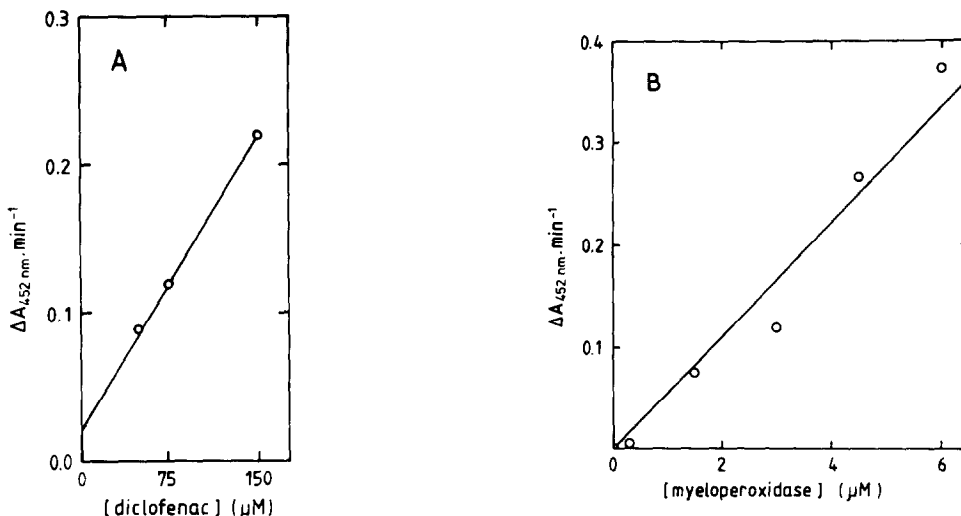 A
0.3
0.2
0.1
0.0
ΔA452 nm·min⁻¹
0 75 150
[diclofenac] (μM)
B
0.4
0.3
0.2
0.1
ΔA452 nm·min⁻¹
0 2 4 6
[myeloperoxidase] (μM)